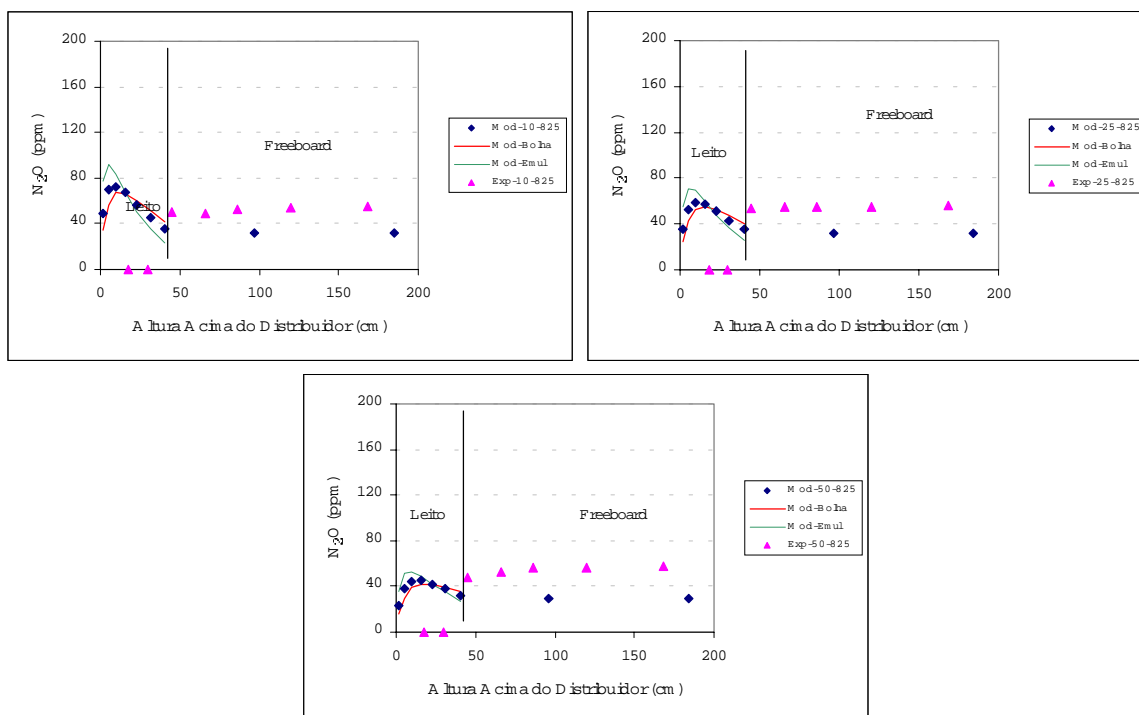 200
160
120
80
40
0
N2O (ppm)
Freeboard
Leito
0 50 100 150 200
Altura Acima do Distribuidor (cm)
Mod-10-825
Mod-Bolha
Mod-Emul
Exp-10-825
200
160
120
80
40
0
N2O (ppm)
Freeboard
Leito
0 50 100 150 200
Altura Acima do Distribuidor (cm)
Mod-25-825
Mod-Bolha
Mod-Emul
Exp-25-825
200
160
120
80
40
0
N2O (ppm)
Leito Freeboard
0 50 100 150 200
Altura Acima do Distribuidor (cm)
Mod-50-825
Mod-Bolha
Mod-Emul
Exp-50-825